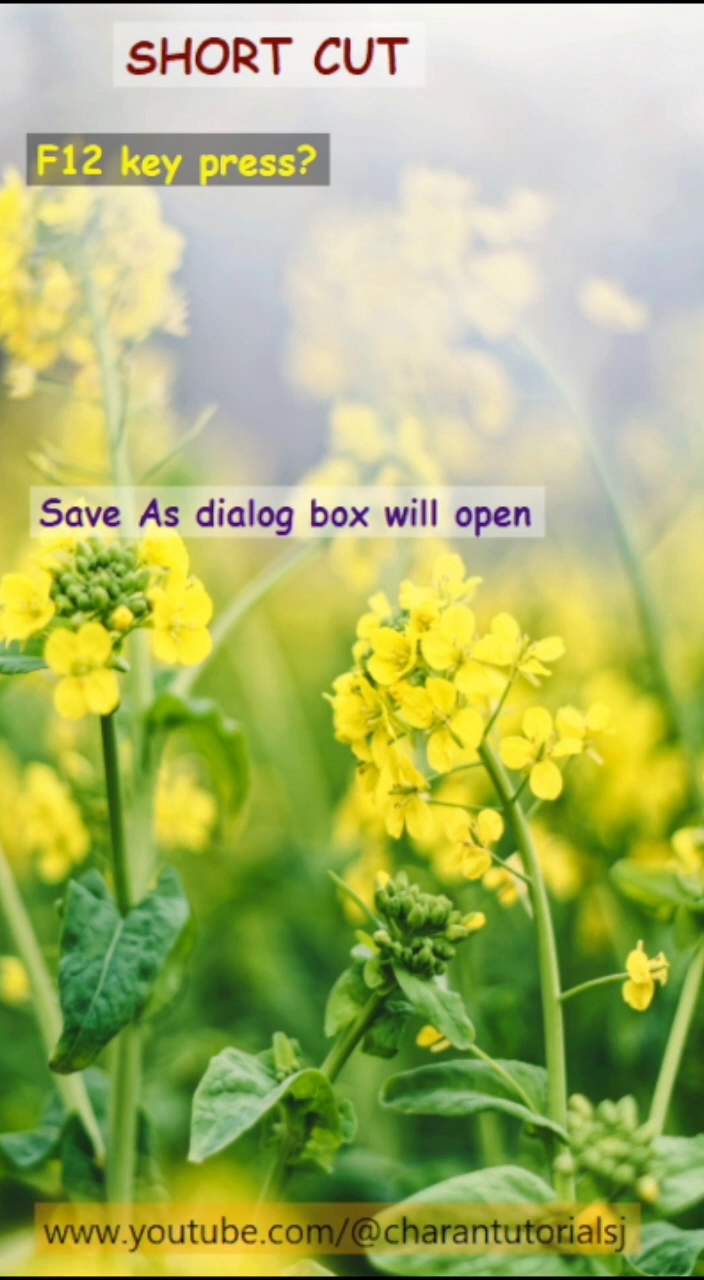 SHORT CUT
F12 key press?
Save As dialog box will open
www.youtube.com/@charantutorialsj